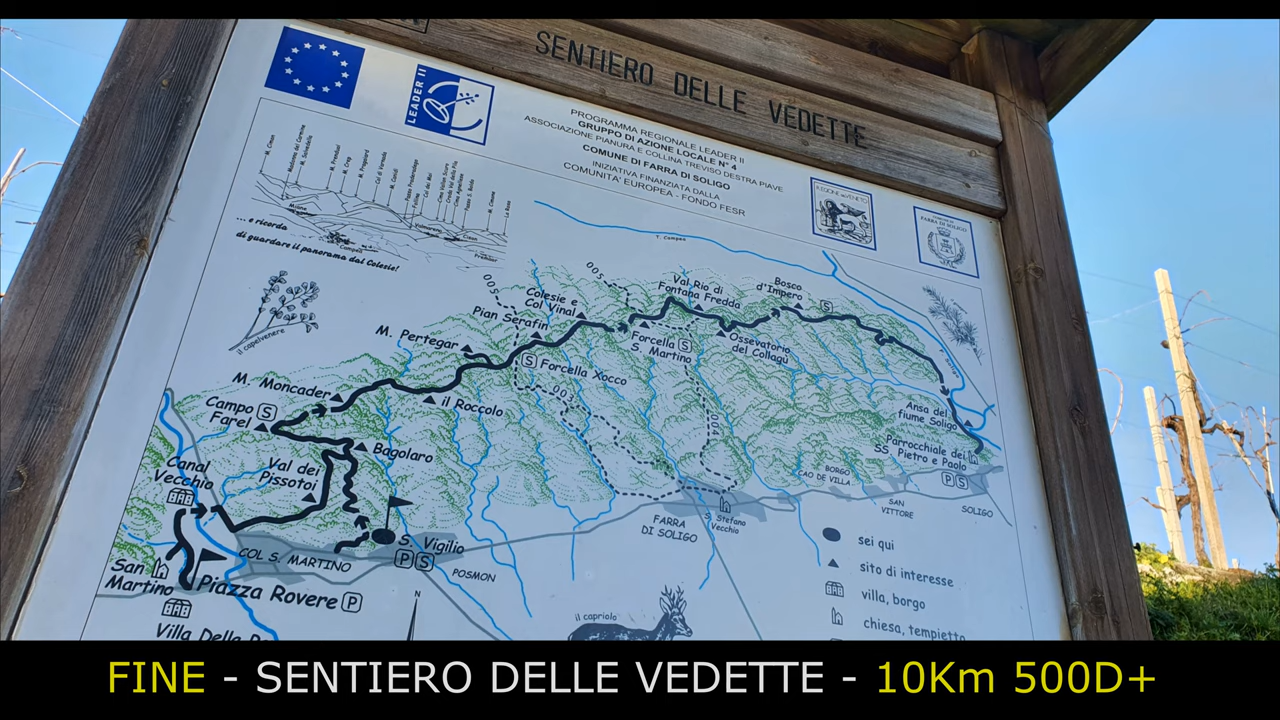 SENTIERO DELLE VEDETTE
LEADER II
PROGRAMMA REGIONALE LEADER II
GRUPPO DI AZIONE LOCALE N° 4
ASSOCIAZIONE PIANURA E COLLINA TREVISO DESTRA PIAVE
COMUNE DI FARRA DI SOLIGO
INIZIATIVA FINANZIATA DALLA
COMUNITA' EUROPEA - FONDO FESR
REGIONE DEL VENETO
FARRA DI SOLIGO
... e ricorda
di guardare il panorama dal Colesie!
il capelvenere
T. Campea
005
005
Colesie e
Col Vinal
Val Rio di
Fontana Fredda
Bosco
d'Impero
S
Pian Serafin
M. Pertegar
Forcella
S. Martino
S
Ossevatorio
del Collagù
S
Forcella Xocco
003
M. Moncader
il Roccolo
Campo
Farel
S
Bagolaro
Ansa del
fiume Soligo
Parrocchiale dei
SS. Pietro e Paolo
P S
SOLIGO
Canal
Vecchio
Val dei
Pissotoi
BORGO
CAO DE VILLA
SAN
VITTORE
S. Stefano
Vecchio
FARRA
DI SOLIGO
S. Vigilio
P S
POSMON
COL S. MARTINO
San
Martino
Piazza Rovere P
N
il capriolo
sei qui
sito di interesse
villa, borgo
chiesa, tempietto
FINE - SENTIERO DELLE VEDETTE - 10Km 500D+